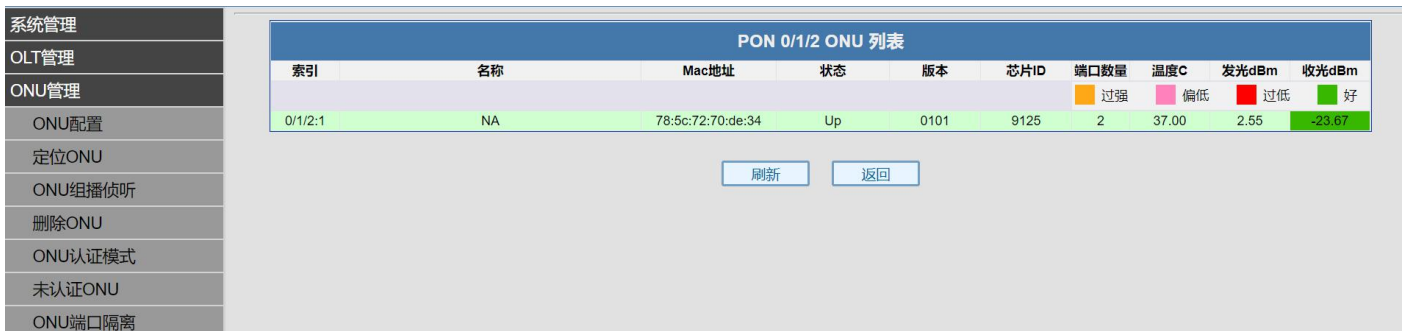 系统管理
OLT管理
ONU管理
ONU配置
定位ONU
ONU组播侦听
删除ONU
ONU认证模式
未认证ONU
ONU端口隔离
PON 0/1/2 ONU 列表
索引 名称 Mac地址 状态 版本 芯片ID 端口数量 温度C 发光dBm 收光dBm
过强 偏低 过低 好
0/1/2:1 NA 78:5c:72:70:de:34 Up 0101 9125 2 37.00 2.55 -23.67
刷新 返回